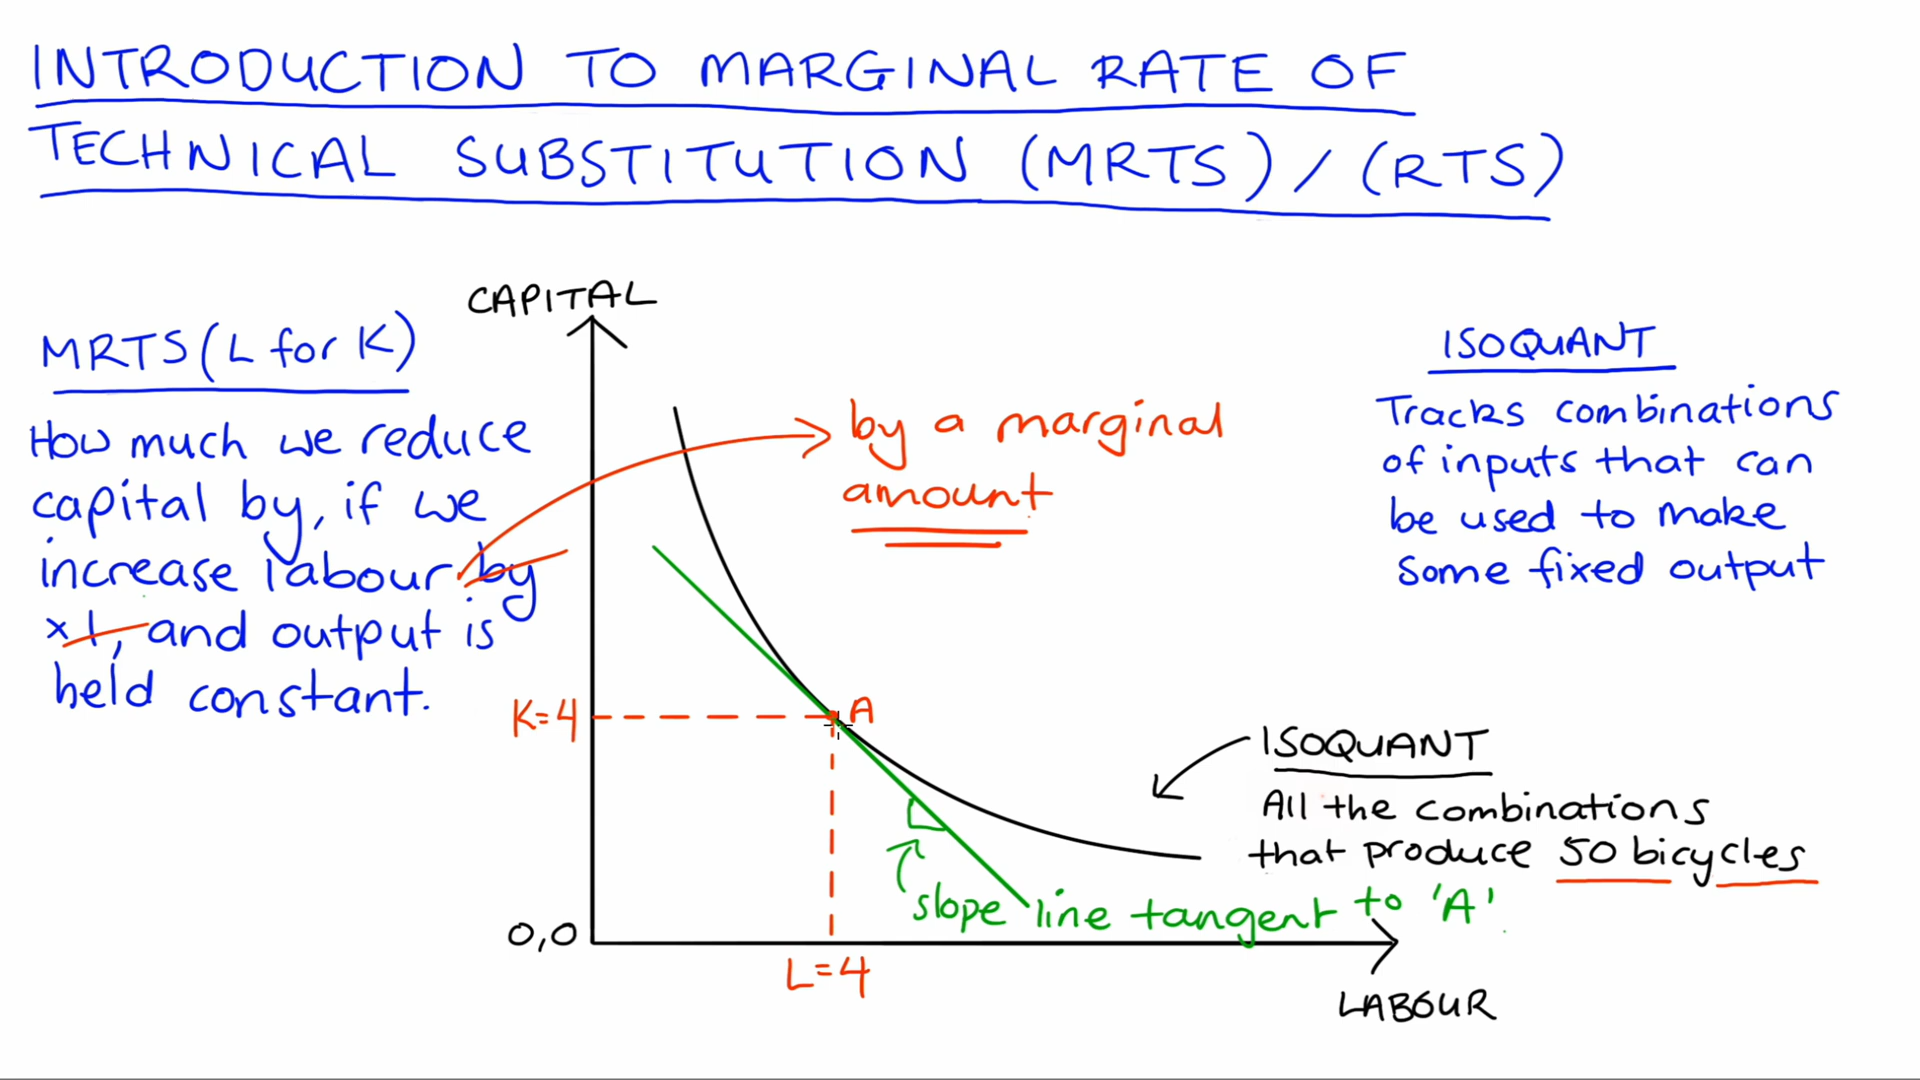 INTRODUCTION TO MARGINAL RATE OF
TECHNICAL SUBSTITUTION (MRTS) / (RTS)
CAPITAL
MRTS (L for K)
How much we reduce
capital by, if we
increase labour by
x1, and output is
held constant.
by a marginal
amount
ISOQUANT
Tracks combinations
of inputs that can
be used to make
some fixed output
K=4
A
ISOQUANT
All the combinations
that produce 50 bicycles
slope line tangent to 'A'.
0,0
L=4
LABOUR